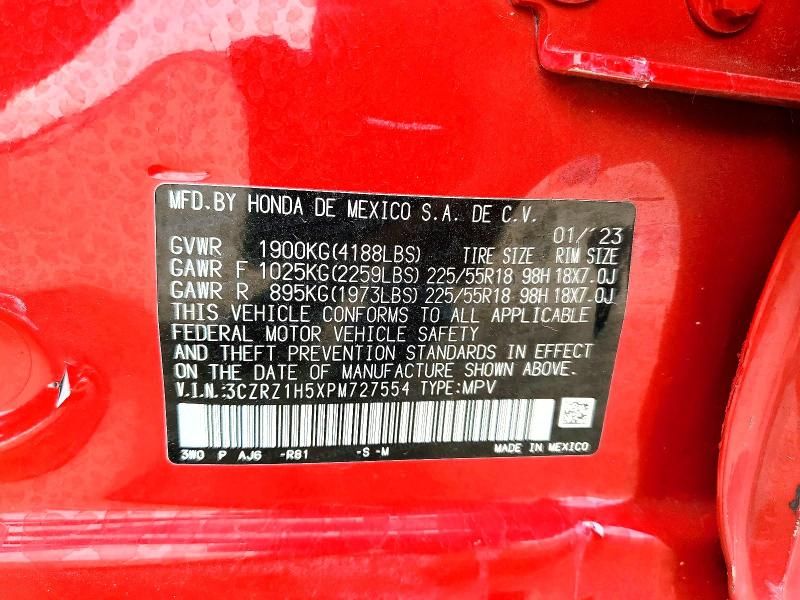 MFD.BY HONDA DE MEXICO S.A. DE C.V.
01/'23
GVWR 1900KG(4188LBS) TIRE SIZE RIM SIZE
GAWR F 1025KG(2259LBS) 225/55R18 98H 18X7.0J
GAWR R 895KG(1973LBS) 225/55R18 98H 18X7.0J
THIS VEHICLE CONFORMS TO ALL APPLICABLE
FEDERAL MOTOR VEHICLE SAFETY
AND THEFT PREVENTION STANDARDS IN EFFECT
ON THE DATE OF MANUFACTURE SHOWN ABOVE.
V.I.N.:3CZRZ1H5XPM727554 TYPE:MPV
3W0 P AJ6 -R81 -S -M MADE IN MEXICO